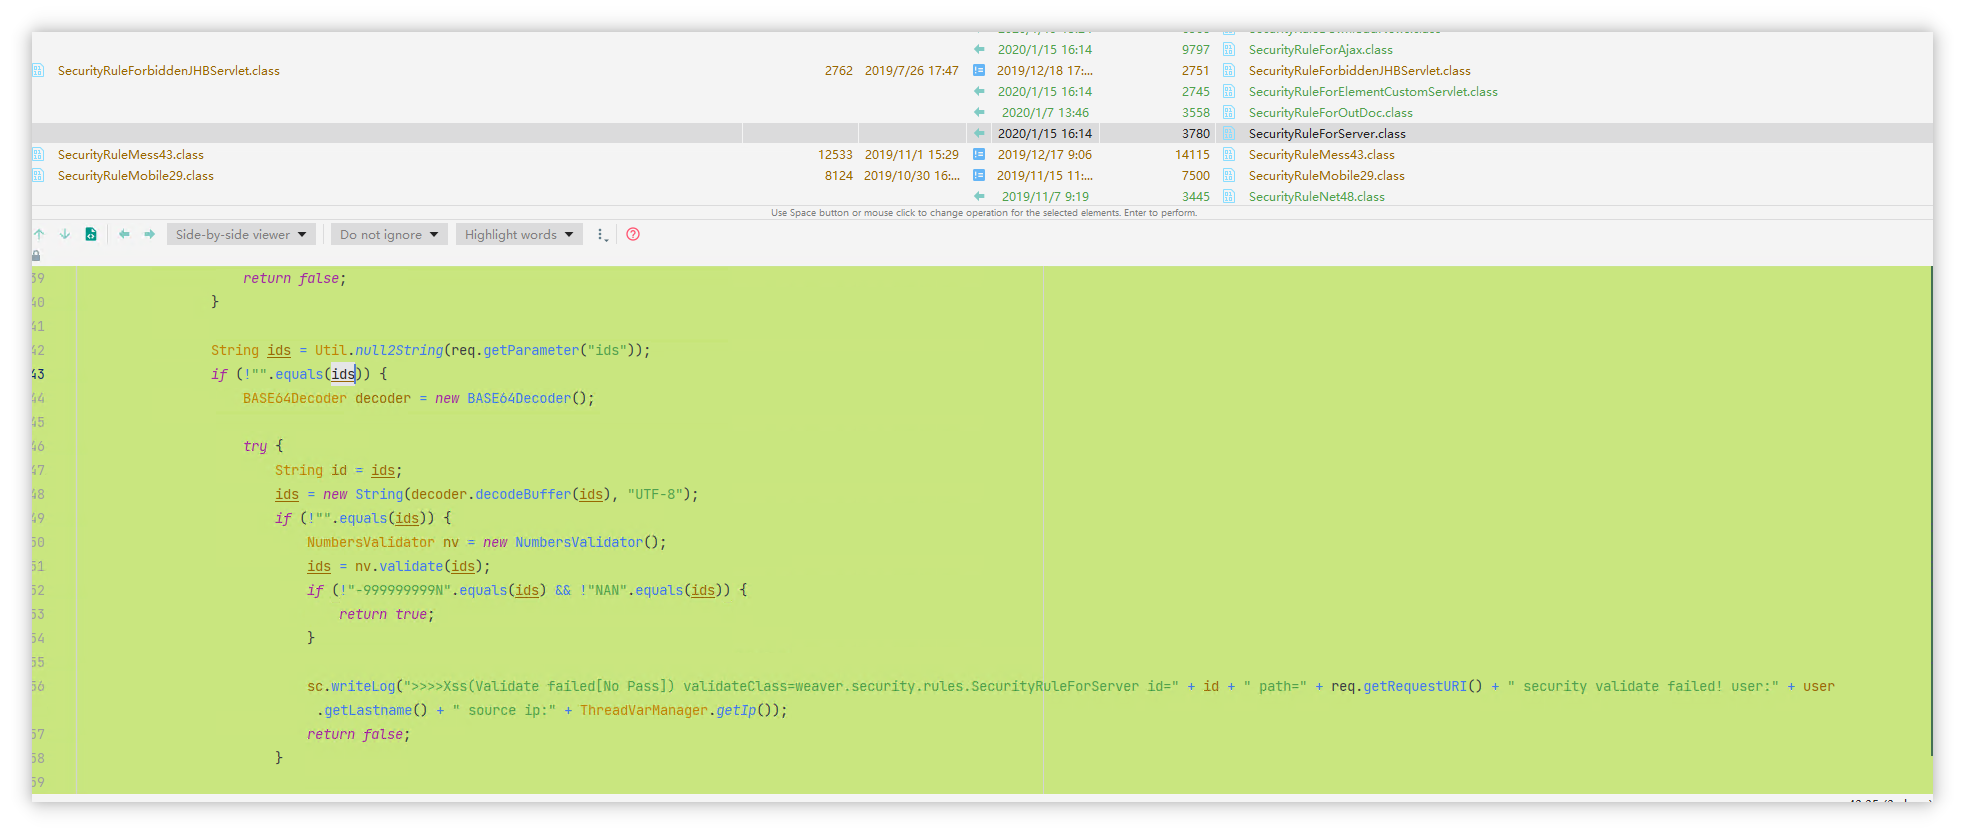 2020/1/15 16:14 9797 SecurityRuleForAjax.class
SecurityRuleForbiddenJHBServlet.class 2762 2019/7/26 17:47 2019/12/18 17:... 2751 SecurityRuleForbiddenJHBServlet.class
2020/1/15 16:14 2745 SecurityRuleForElementCustomServlet.class
2020/1/7 13:46 3558 SecurityRuleForOutDoc.class
2020/1/15 16:14 3780 SecurityRuleForServer.class
SecurityRuleMess43.class 12533 2019/11/1 15:29 2019/12/17 9:06 14115 SecurityRuleMess43.class
SecurityRuleMobile29.class 8124 2019/10/30 16:... 2019/11/15 11:... 7500 SecurityRuleMobile29.class
2019/11/7 9:19 3445 SecurityRuleNet48.class
Use Space button or mouse click to change operation for the selected elements. Enter to perform.
Side-by-side viewer Do not ignore Highlight words
39 return false;
40 }
41
42 String ids = Util.null2String(req.getParameter("ids"));
43 if (!"".equals(ids)) {
44 BASE64Decoder decoder = new BASE64Decoder();
45
46 try {
47 String id = ids;
48 ids = new String(decoder.decodeBuffer(ids), "UTF-8");
49 if (!"".equals(ids)) {
50 NumbersValidator nv = new NumbersValidator();
51 ids = nv.validate(ids);
52 if (!"-999999999N".equals(ids) && !"NAN".equals(ids)) {
53 return true;
54 }
55
56 sc.writeLog(">>>>Xss(Validate failed[No Pass]) validateClass=weaver.security.rules.SecurityRuleForServer id=" + id + " path=" + req.getRequestURI() + " security validate failed! user:" + user
.getLastname() + " source ip:" + ThreadVarManager.getIp());
57 return false;
58 }
59